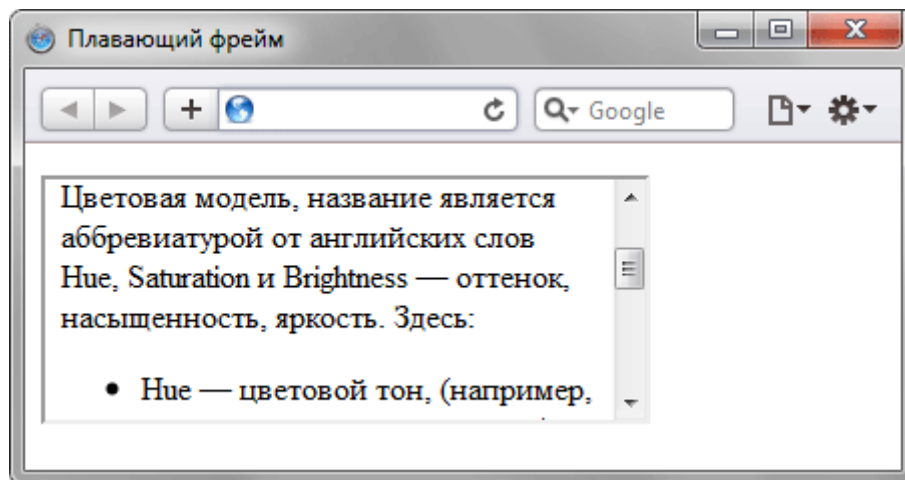 Плавающий фрейм
Google
Цветовая модель, название является
аббревиатурой от английских слов
Hue, Saturation и Brightness — оттенок,
насыщенность, яркость. Здесь:
• Hue — цветовой тон, (например,